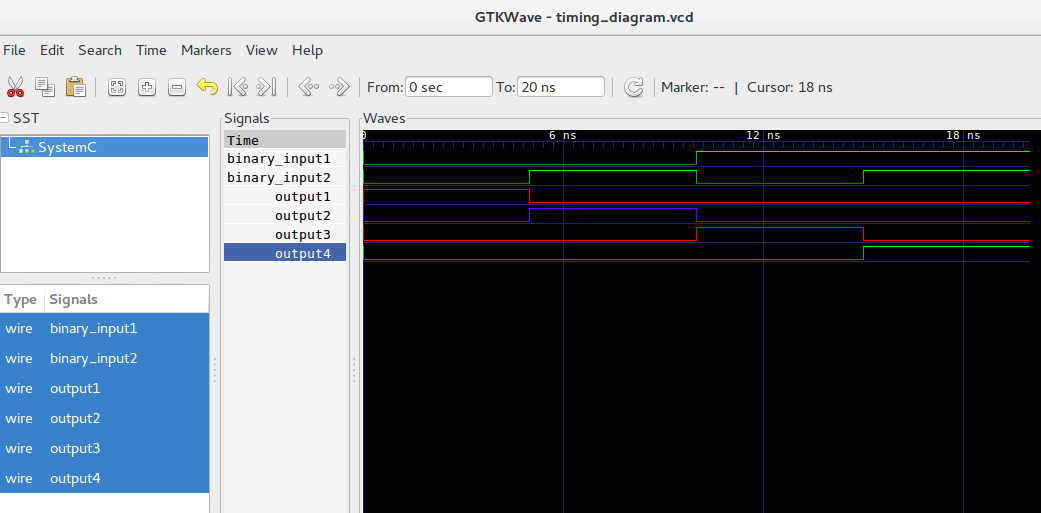 GTKWave - timing_diagram.vcd
File Edit Search Time Markers View Help
From: 0 sec To: 20 ns Marker: -- | Cursor: 18 ns
SST
SystemC
Type Signals
wire binary_input1
wire binary_input2
wire output1
wire output2
wire output3
wire output4
Signals
Time
binary_input1
binary_input2
output1
output2
output3
output4
Waves
0 6 ns 12 ns 18 ns